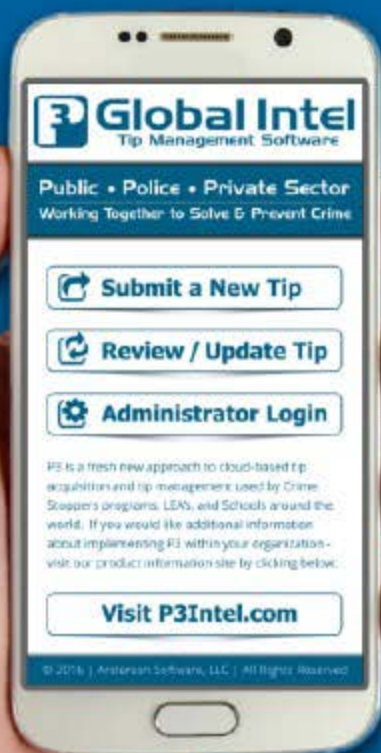 P3 Global Intel
Tip Management Software
Public • Police • Private Sector
Working Together to Solve & Prevent Crime
Submit a New Tip
Review / Update Tip
Administrator Login
P3 is a fresh new approach to cloud-based tip
acquisition and tip management used by Crime
Stoppers programs, LEA's, and Schools around the
world. If you would like additional information
about implementing P3 within your organization -
visit our product information site by clicking below.
Visit P3Intel.com
© 2016 | Anderson Software, LLC | All Rights Reserved